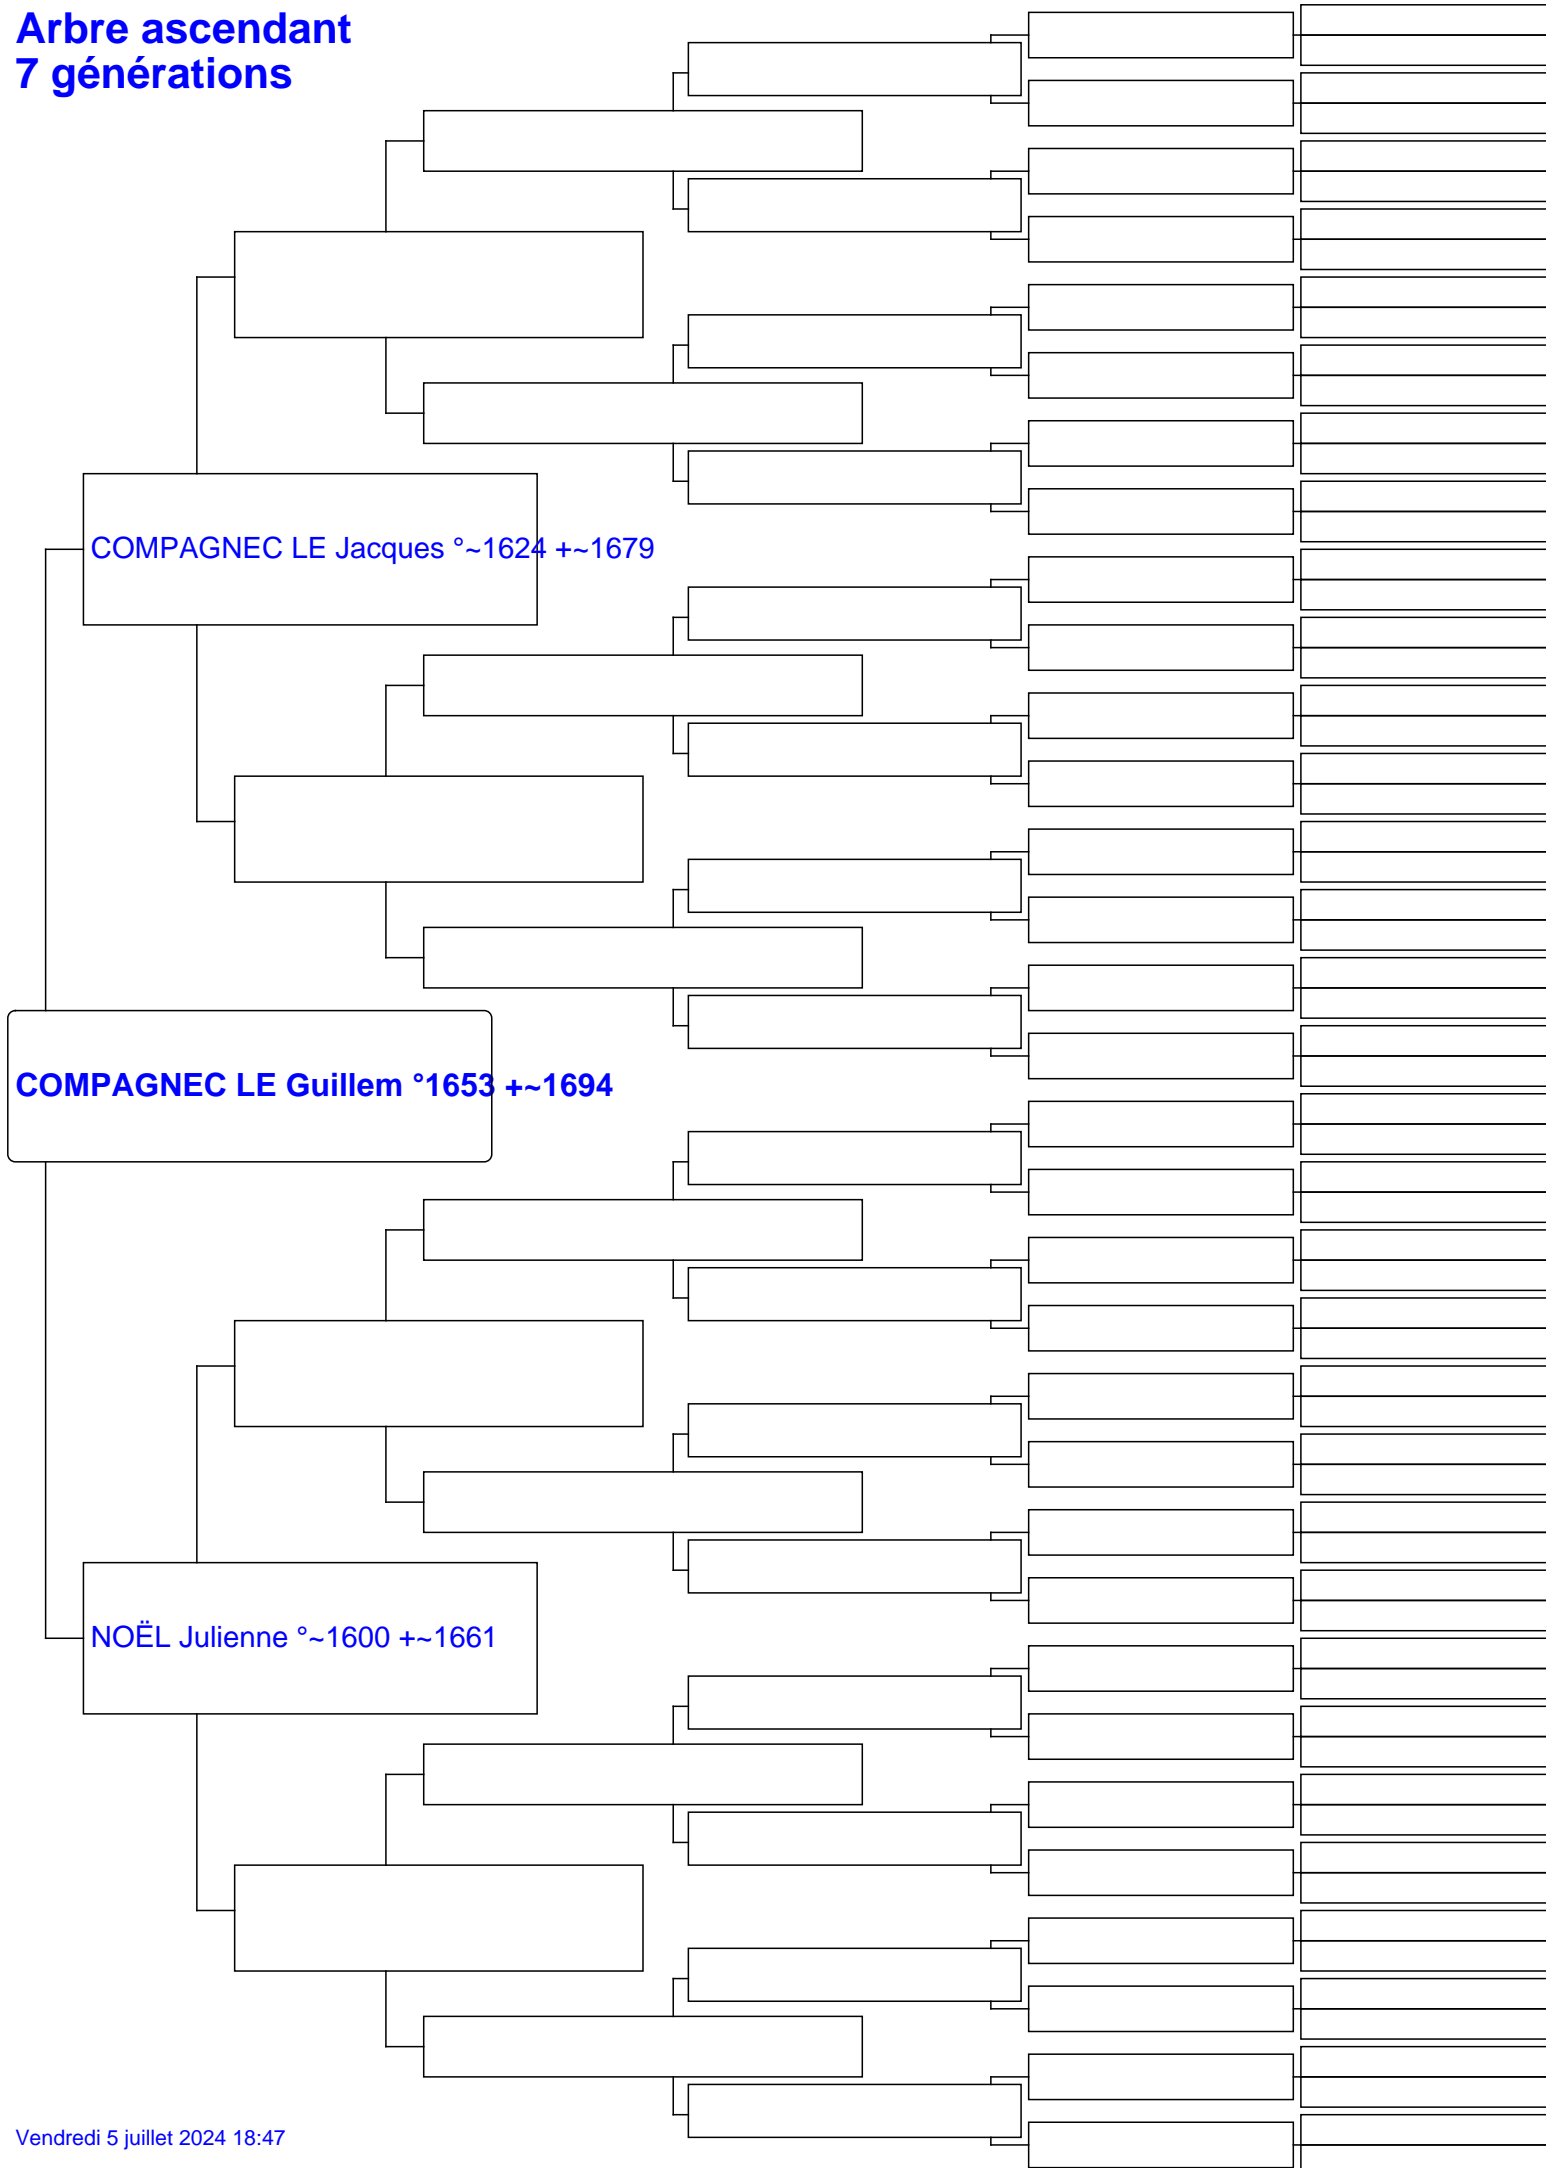 Arbre ascendant
7 générations
COMPAGNEC LE Jacques °~1624 +~1679
COMPAGNEC LE Guillem °1653 +~1694
NOËL Julienne °~1600 +~1661
Vendredi 5 juillet 2024 18:47